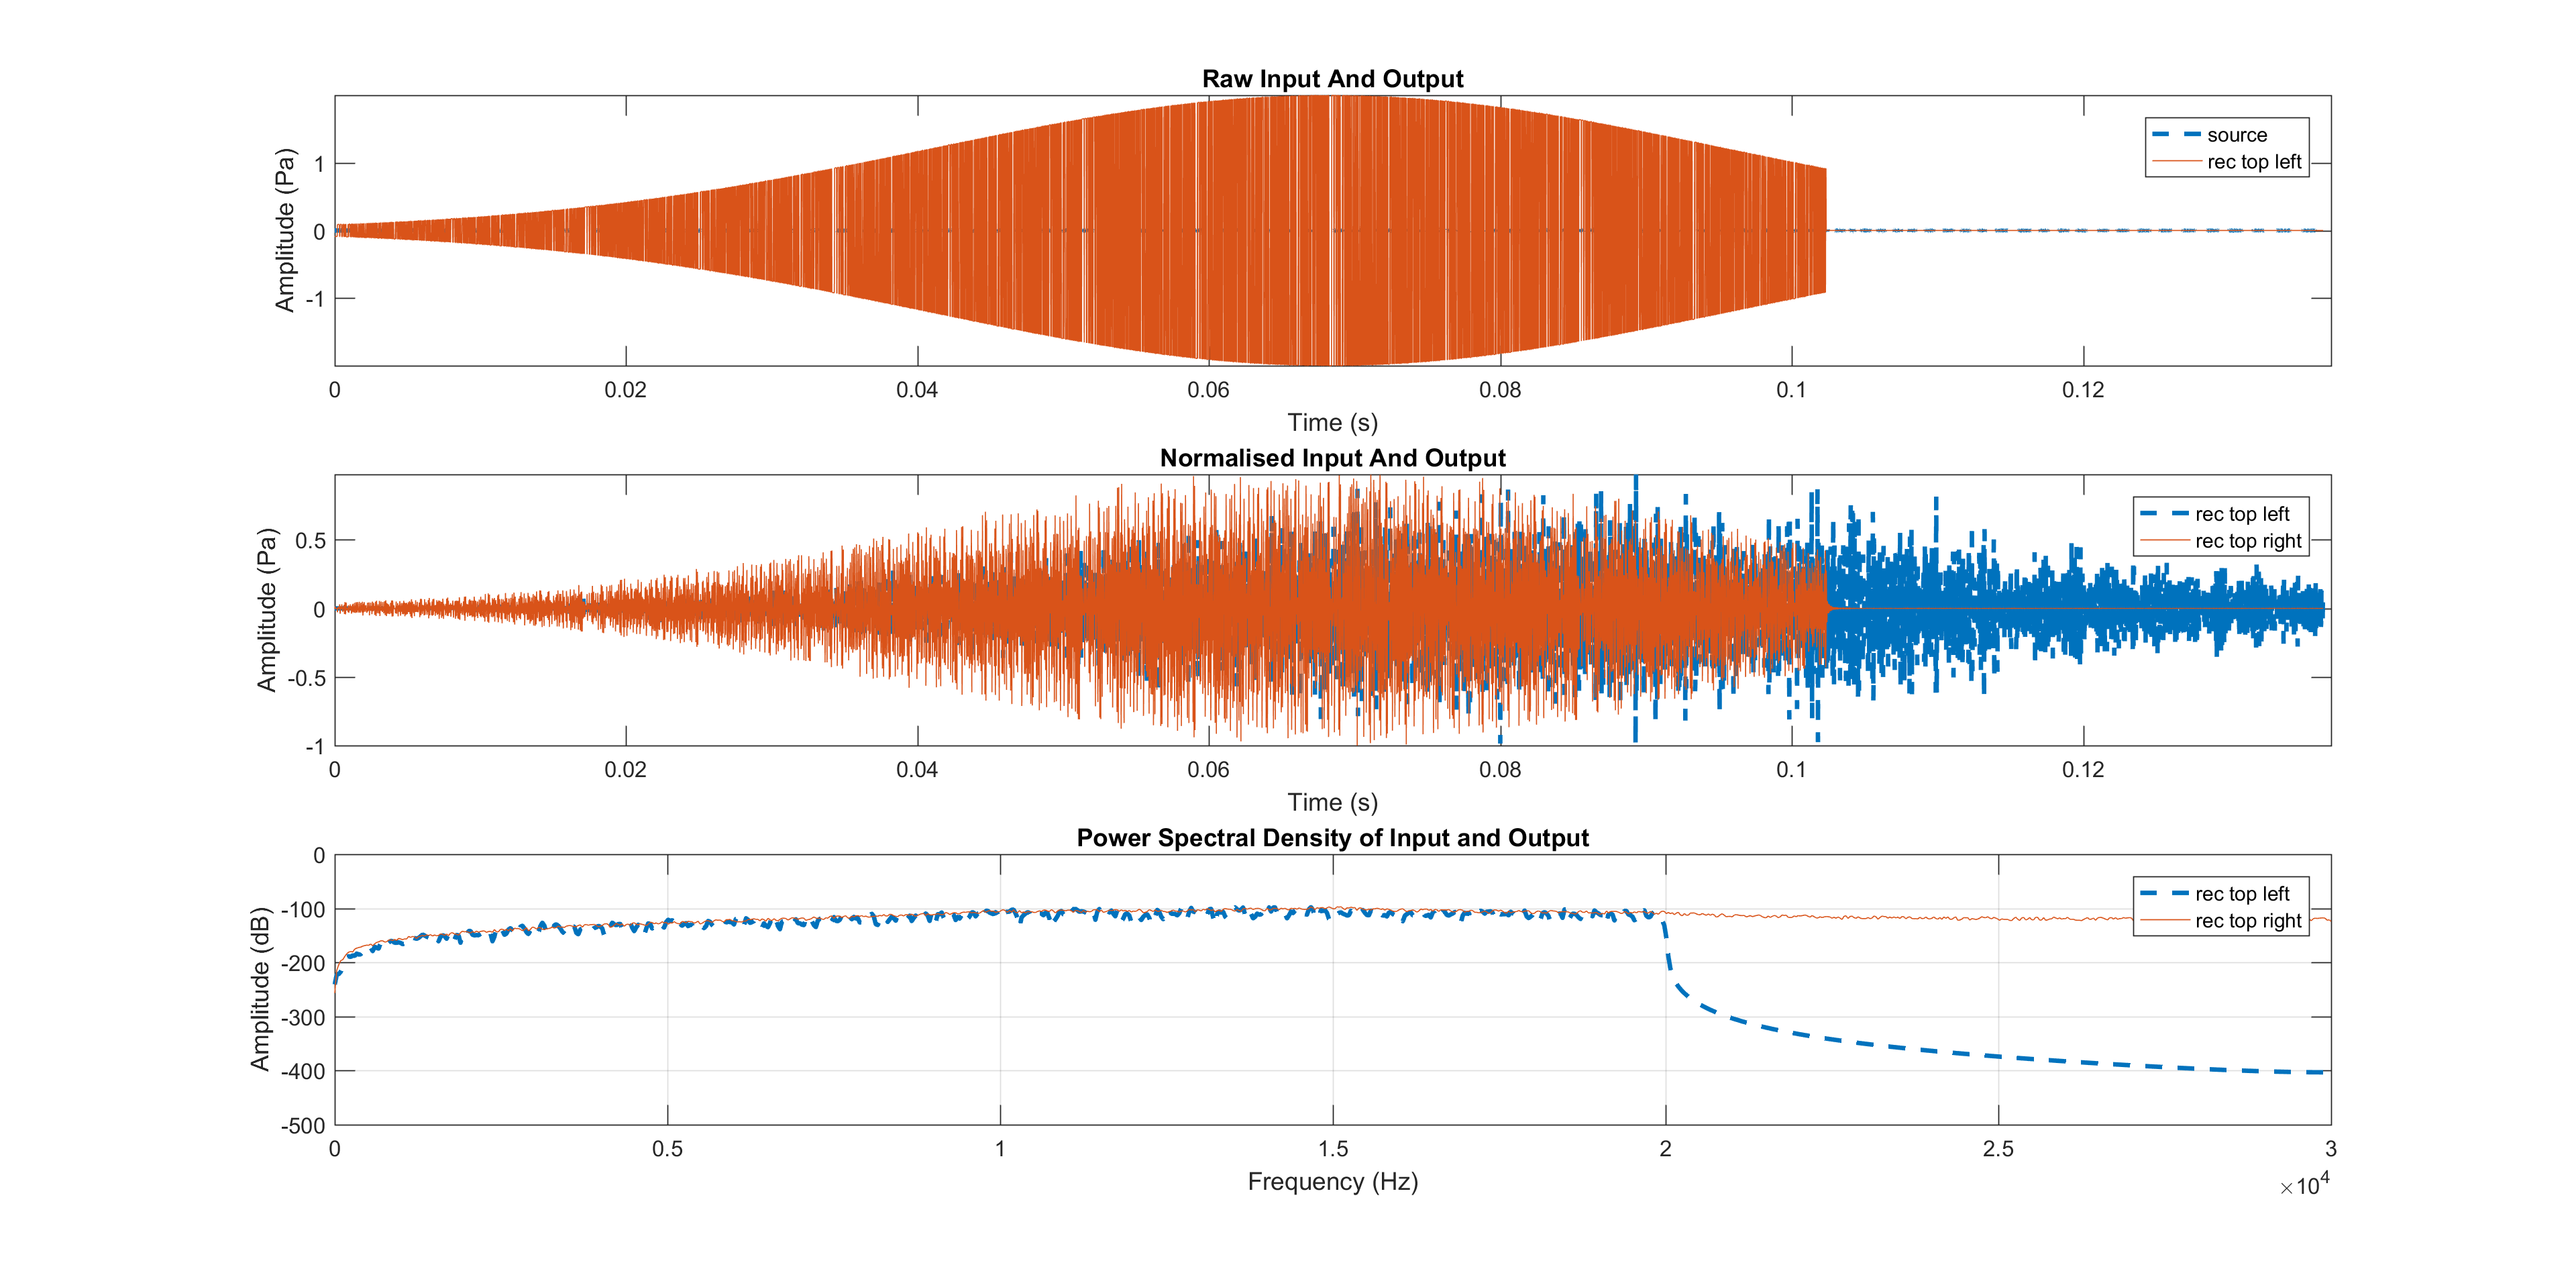 Raw Input And Output
Amplitude (Pa)
1
0
-1
source
rec top left
0 0.02 0.04 0.06 0.08 0.1 0.12
Time (s)
Normalised Input And Output
Amplitude (Pa)
0.5
0
-0.5
-1
rec top left
rec top right
0 0.02 0.04 0.06 0.08 0.1 0.12
Time (s)
Power Spectral Density of Input and Output
Amplitude (dB)
0
-100
-200
-300
-400
-500
rec top left
rec top right
0 0.5 1 1.5 2 2.5 3
Frequency (Hz)
×10^4